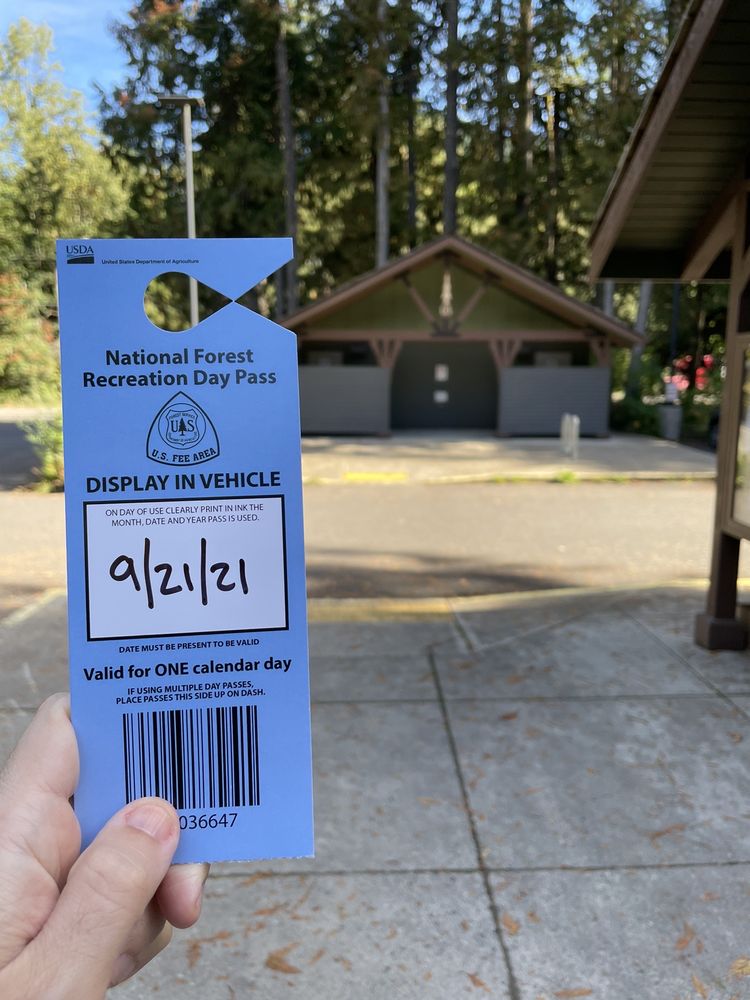 USDA
United States Department of Agriculture
National Forest
Recreation Day Pass
FOREST SERVICE
U S
U.S. FEE AREA
DISPLAY IN VEHICLE
ON DAY OF USE CLEARLY PRINT IN INK THE
MONTH, DATE AND YEAR PASS IS USED.
9/21/21
DATE MUST BE PRESENT TO BE VALID
Valid for ONE calendar day
IF USING MULTIPLE DAY PASSES,
PLACE PASSES THIS SIDE UP ON DASH.
036647